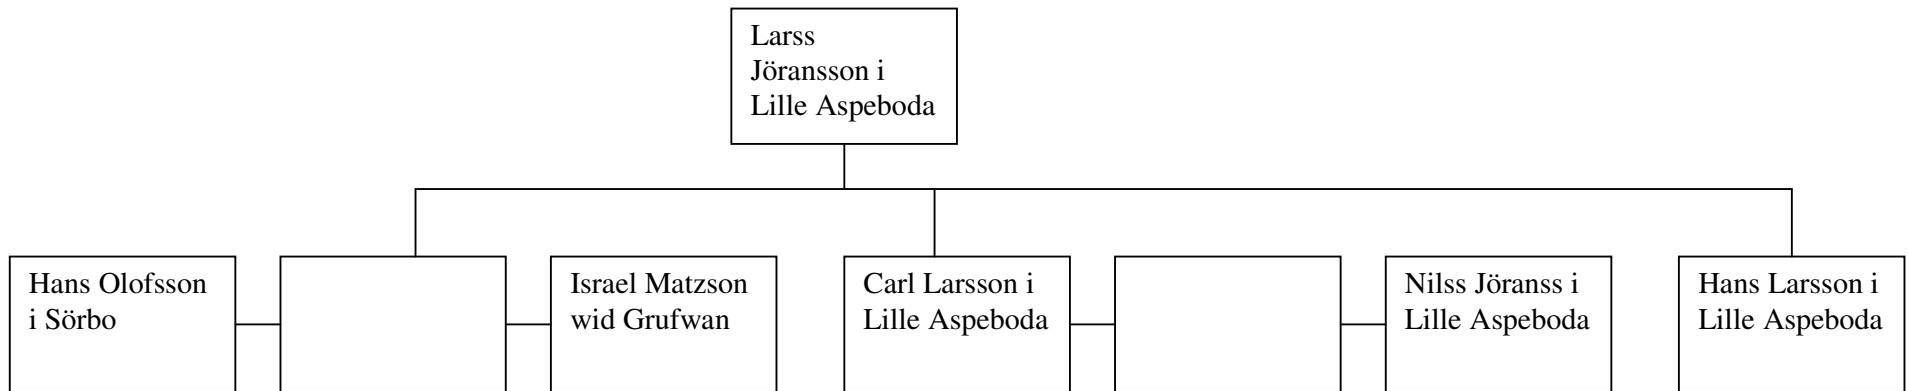 Larss
Jöransson i
Lille Aspeboda
Hans Olofsson
i Sörbo
Israel Matzson
wid Grufwan
Carl Larsson i
Lille Aspeboda
Nilss Jöranss i
Lille Aspeboda
Hans Larsson i
Lille Aspeboda